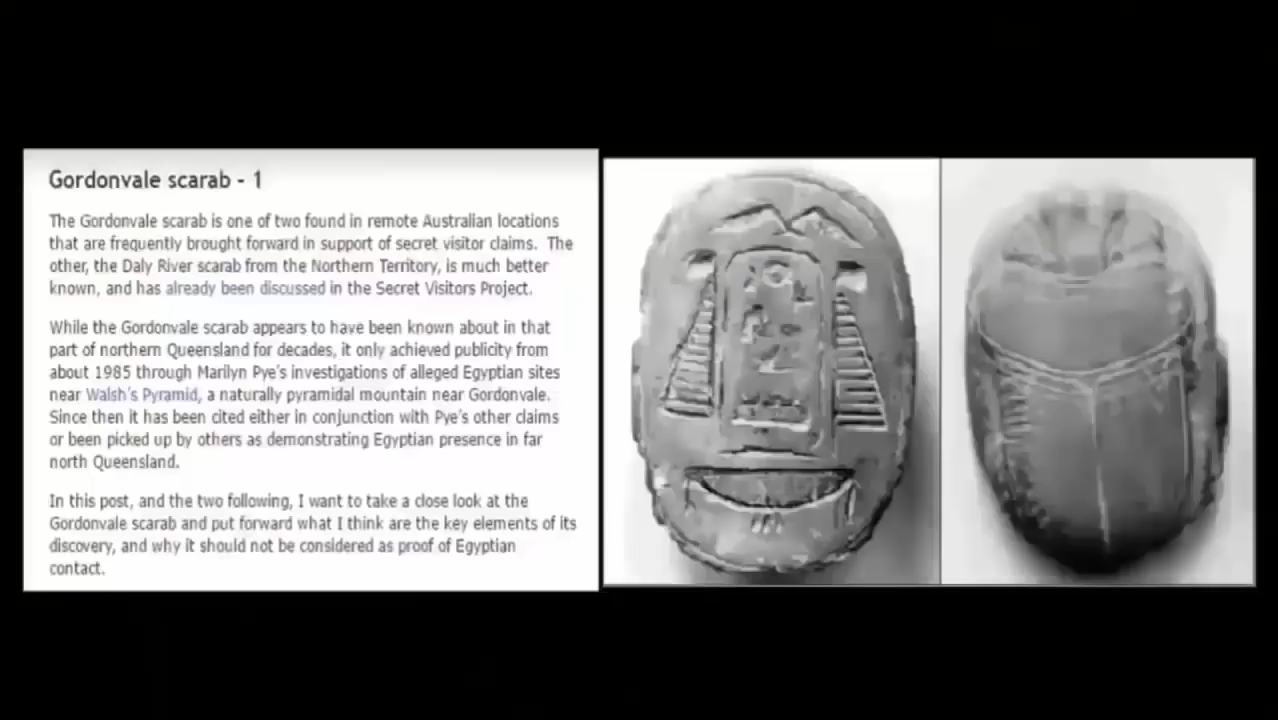 Gordonvale scarab - 1
The Gordonvale scarab is one of two found in remote Australian locations
that are frequently brought forward in support of secret visitor claims. The
other, the Daly River scarab from the Northern Territory, is much better
known, and has already been discussed in the Secret Visitors Project.
While the Gordonvale scarab appears to have been known about in that
part of northern Queensland for decades, it only achieved publicity from
about 1985 through Marilyn Pye's investigations of alleged Egyptian sites
near Walsh's Pyramid, a naturally pyramidal mountain near Gordonvale.
Since then it has been cited either in conjunction with Pye's other claims
or been picked up by others as demonstrating Egyptian presence in far
north Queensland.
In this post, and the two following, I want to take a close look at the
Gordonvale scarab and put forward what I think are the key elements of its
discovery, and why it should not be considered as proof of Egyptian
contact.